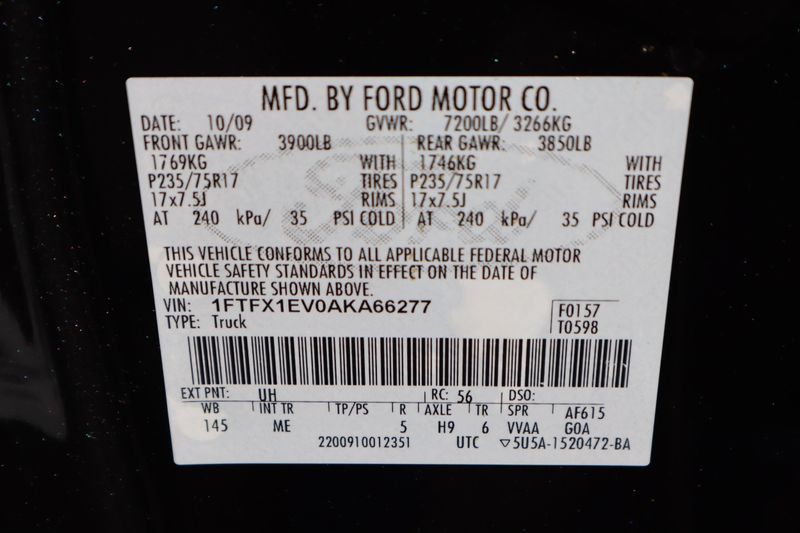 MFD. BY FORD MOTOR CO.
DATE: 10/09 GVWR: 7200LB/ 3266KG
FRONT GAWR: 3900LB REAR GAWR: 3850LB
1769KG WITH 1746KG WITH
P235/75R17 TIRES P235/75R17 TIRES
17x7.5J RIMS 17x7.5J RIMS
AT 240 kPa/ 35 PSI COLD AT 240 kPa/ 35 PSI COLD
THIS VEHICLE CONFORMS TO ALL APPLICABLE FEDERAL MOTOR
VEHICLE SAFETY STANDARDS IN EFFECT ON THE DATE OF
MANUFACTURE SHOWN ABOVE.
VIN: 1FTFX1EV0AKA66277 F0157
TYPE: Truck T0598
EXT PNT: UH RC: 56 DSO:
WB INT TR TP/PS R AXLE TR SPR AF615
145 ME 5 H9 6 VVAA GOA
2200910012351 UTC ▽5U5A-1520472-BA